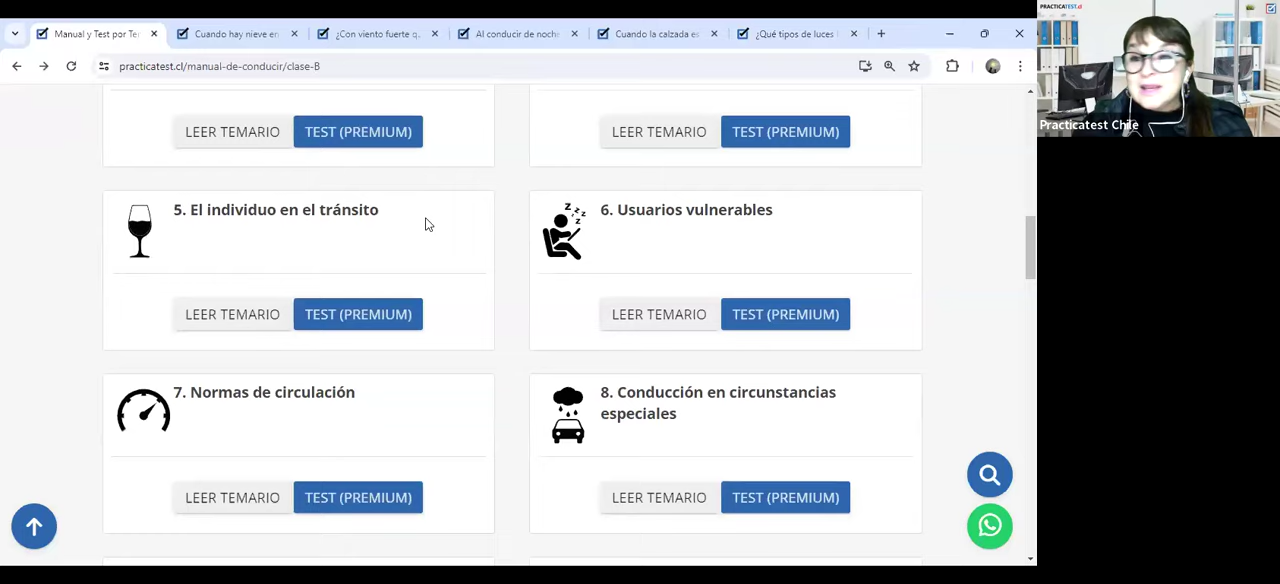 Manual y Test por Te
Cuando hay nieve en
¿Con viento fuerte q
Al conducir de noch
Cuando la calzada es
¿Qué tipos de luces
practicatest.cl/manual-de-conducir/clase-B
PRACTICATEST.cl
Practicatest Chile
LEER TEMARIO TEST (PREMIUM)
LEER TEMARIO TEST (PREMIUM)
5. El individuo en el tránsito
LEER TEMARIO TEST (PREMIUM)
6. Usuarios vulnerables
z z z z
LEER TEMARIO TEST (PREMIUM)
7. Normas de circulación
LEER TEMARIO TEST (PREMIUM)
8. Conducción en circunstancias
especiales
LEER TEMARIO TEST (PREMIUM)